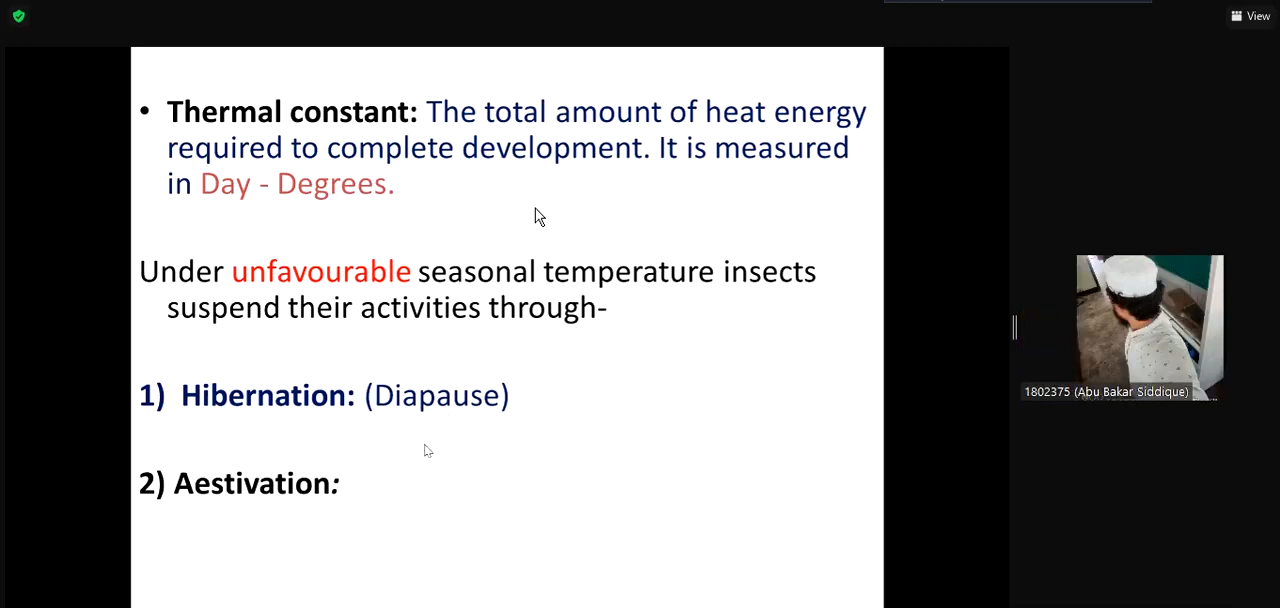 View
• Thermal constant: The total amount of heat energy
required to complete development. It is measured
in Day - Degrees.
Under unfavourable seasonal temperature insects
suspend their activities through-
1) Hibernation: (Diapause)
2) Aestivation:
1802375 (Abu Bakar Siddique)